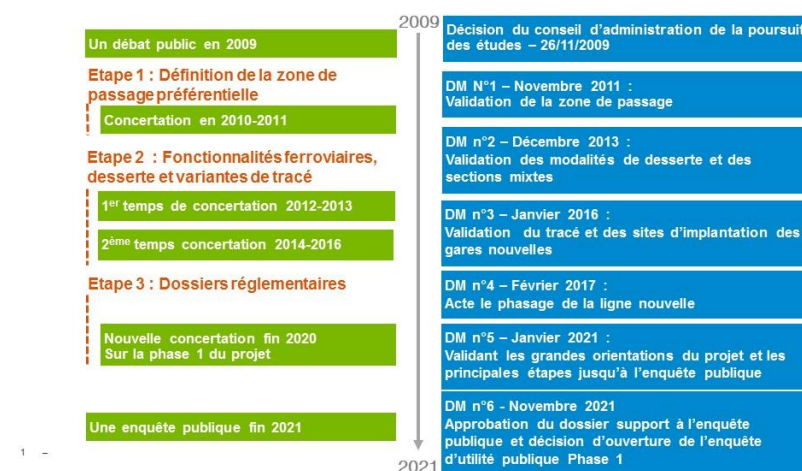 2009
Un débat public en 2009
Etape 1 : Définition de la zone de
passage préférentielle
Concertation en 2010-2011
Etape 2 : Fonctionnalités ferroviaires,
desserte et variantes de tracé
1er temps de concertation 2012-2013
2ème temps concertation 2014-2016
Etape 3 : Dossiers réglementaires
Nouvelle concertation fin 2020
Sur la phase 1 du projet
Une enquête publique fin 2021
Décision du conseil d'administration de la poursuit
des études – 26/11/2009
DM N°1 – Novembre 2011 :
Validation de la zone de passage
DM n°2 – Décembre 2013 :
Validation des modalités de desserte et des
sections mixtes
DM n°3 – Janvier 2016 :
Validation du tracé et des sites d'implantation des
gares nouvelles
DM n°4 – Février 2017 :
Acte le phasage de la ligne nouvelle
DM n°5 – Janvier 2021 :
Validant les grandes orientations du projet et les
principales étapes jusqu'à l'enquête publique
DM n°6 - Novembre 2021
Approbation du dossier support à l'enquête
publique et décision d'ouverture de l'enquête
d'utilité publique Phase 1
2021
1 –